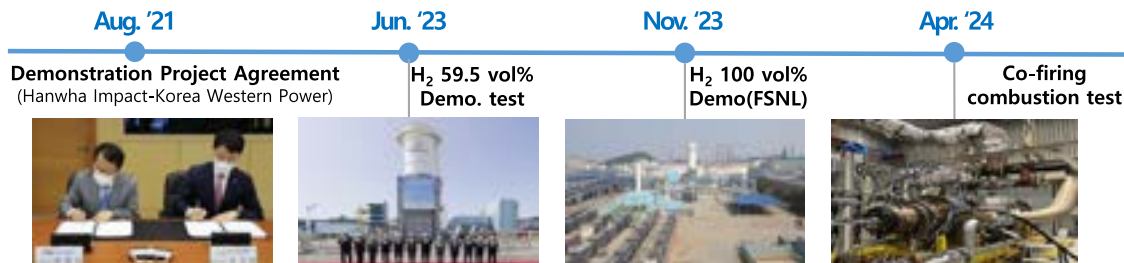 Aug. '21
Jun. '23
Nov. '23
Apr. '24
Demonstration Project Agreement
(Hanwha Impact-Korea Western Power)
H2 59.5 vol%
Demo. test
H2 100 vol%
Demo(FSNL)
Co-firing
combustion test